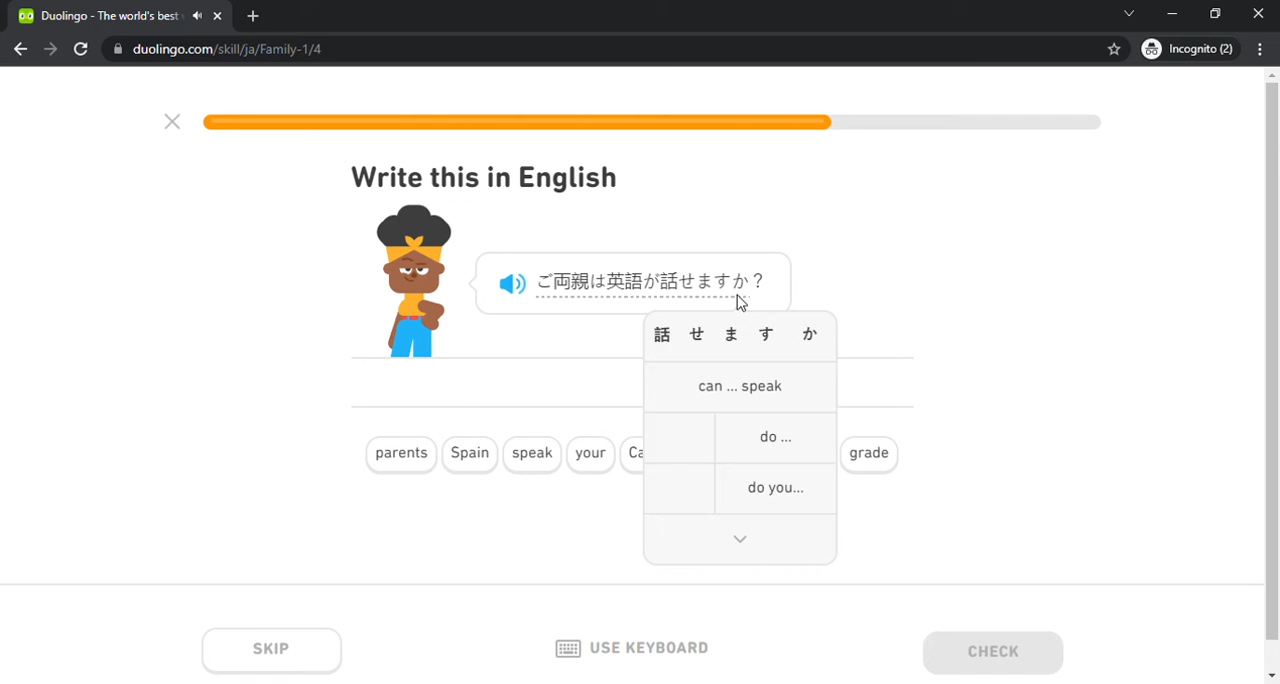 Duolingo - The world's best
duolingo.com/skill/ja/Family-1/4
Incognito (2)
Write this in English
ご両親は英語が話せますか？
話 せ ま す か
can ... speak
do ...
do you...
parents Spain speak your Ca grade
SKIP
USE KEYBOARD
CHECK